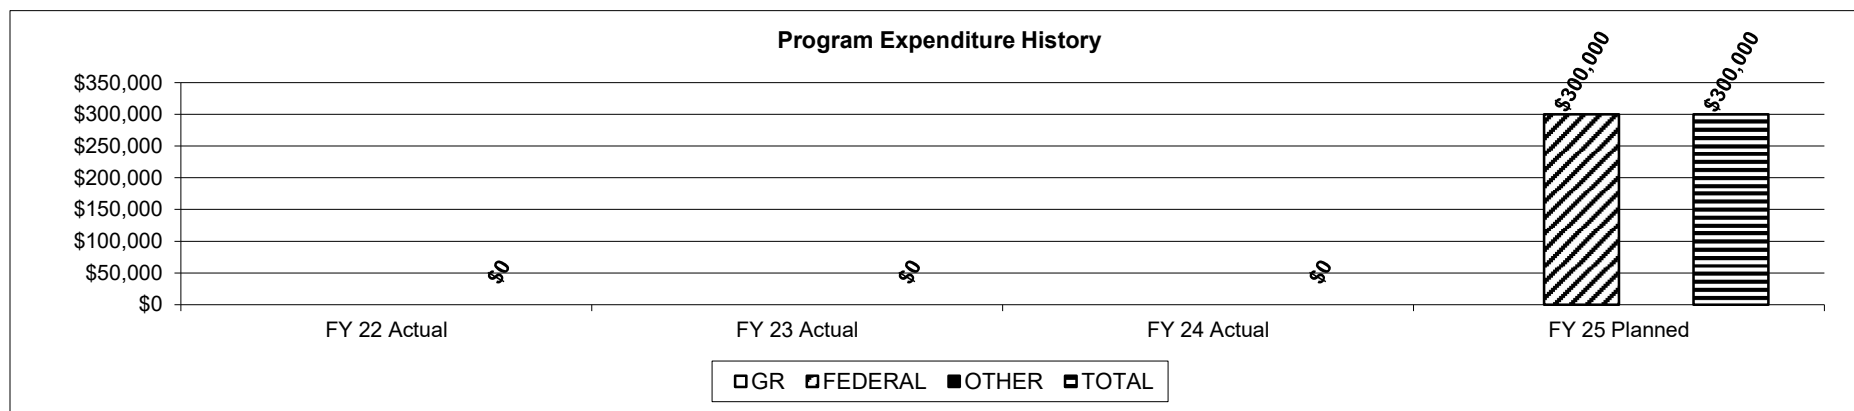 Program Expenditure History
$350,000
$300,000
$250,000
$200,000
$150,000
$100,000
$50,000
$0
$0
$0
$0
$300,000
$300,000
FY 22 Actual
FY 23 Actual
FY 24 Actual
FY 25 Planned
GR FEDERAL OTHER TOTAL